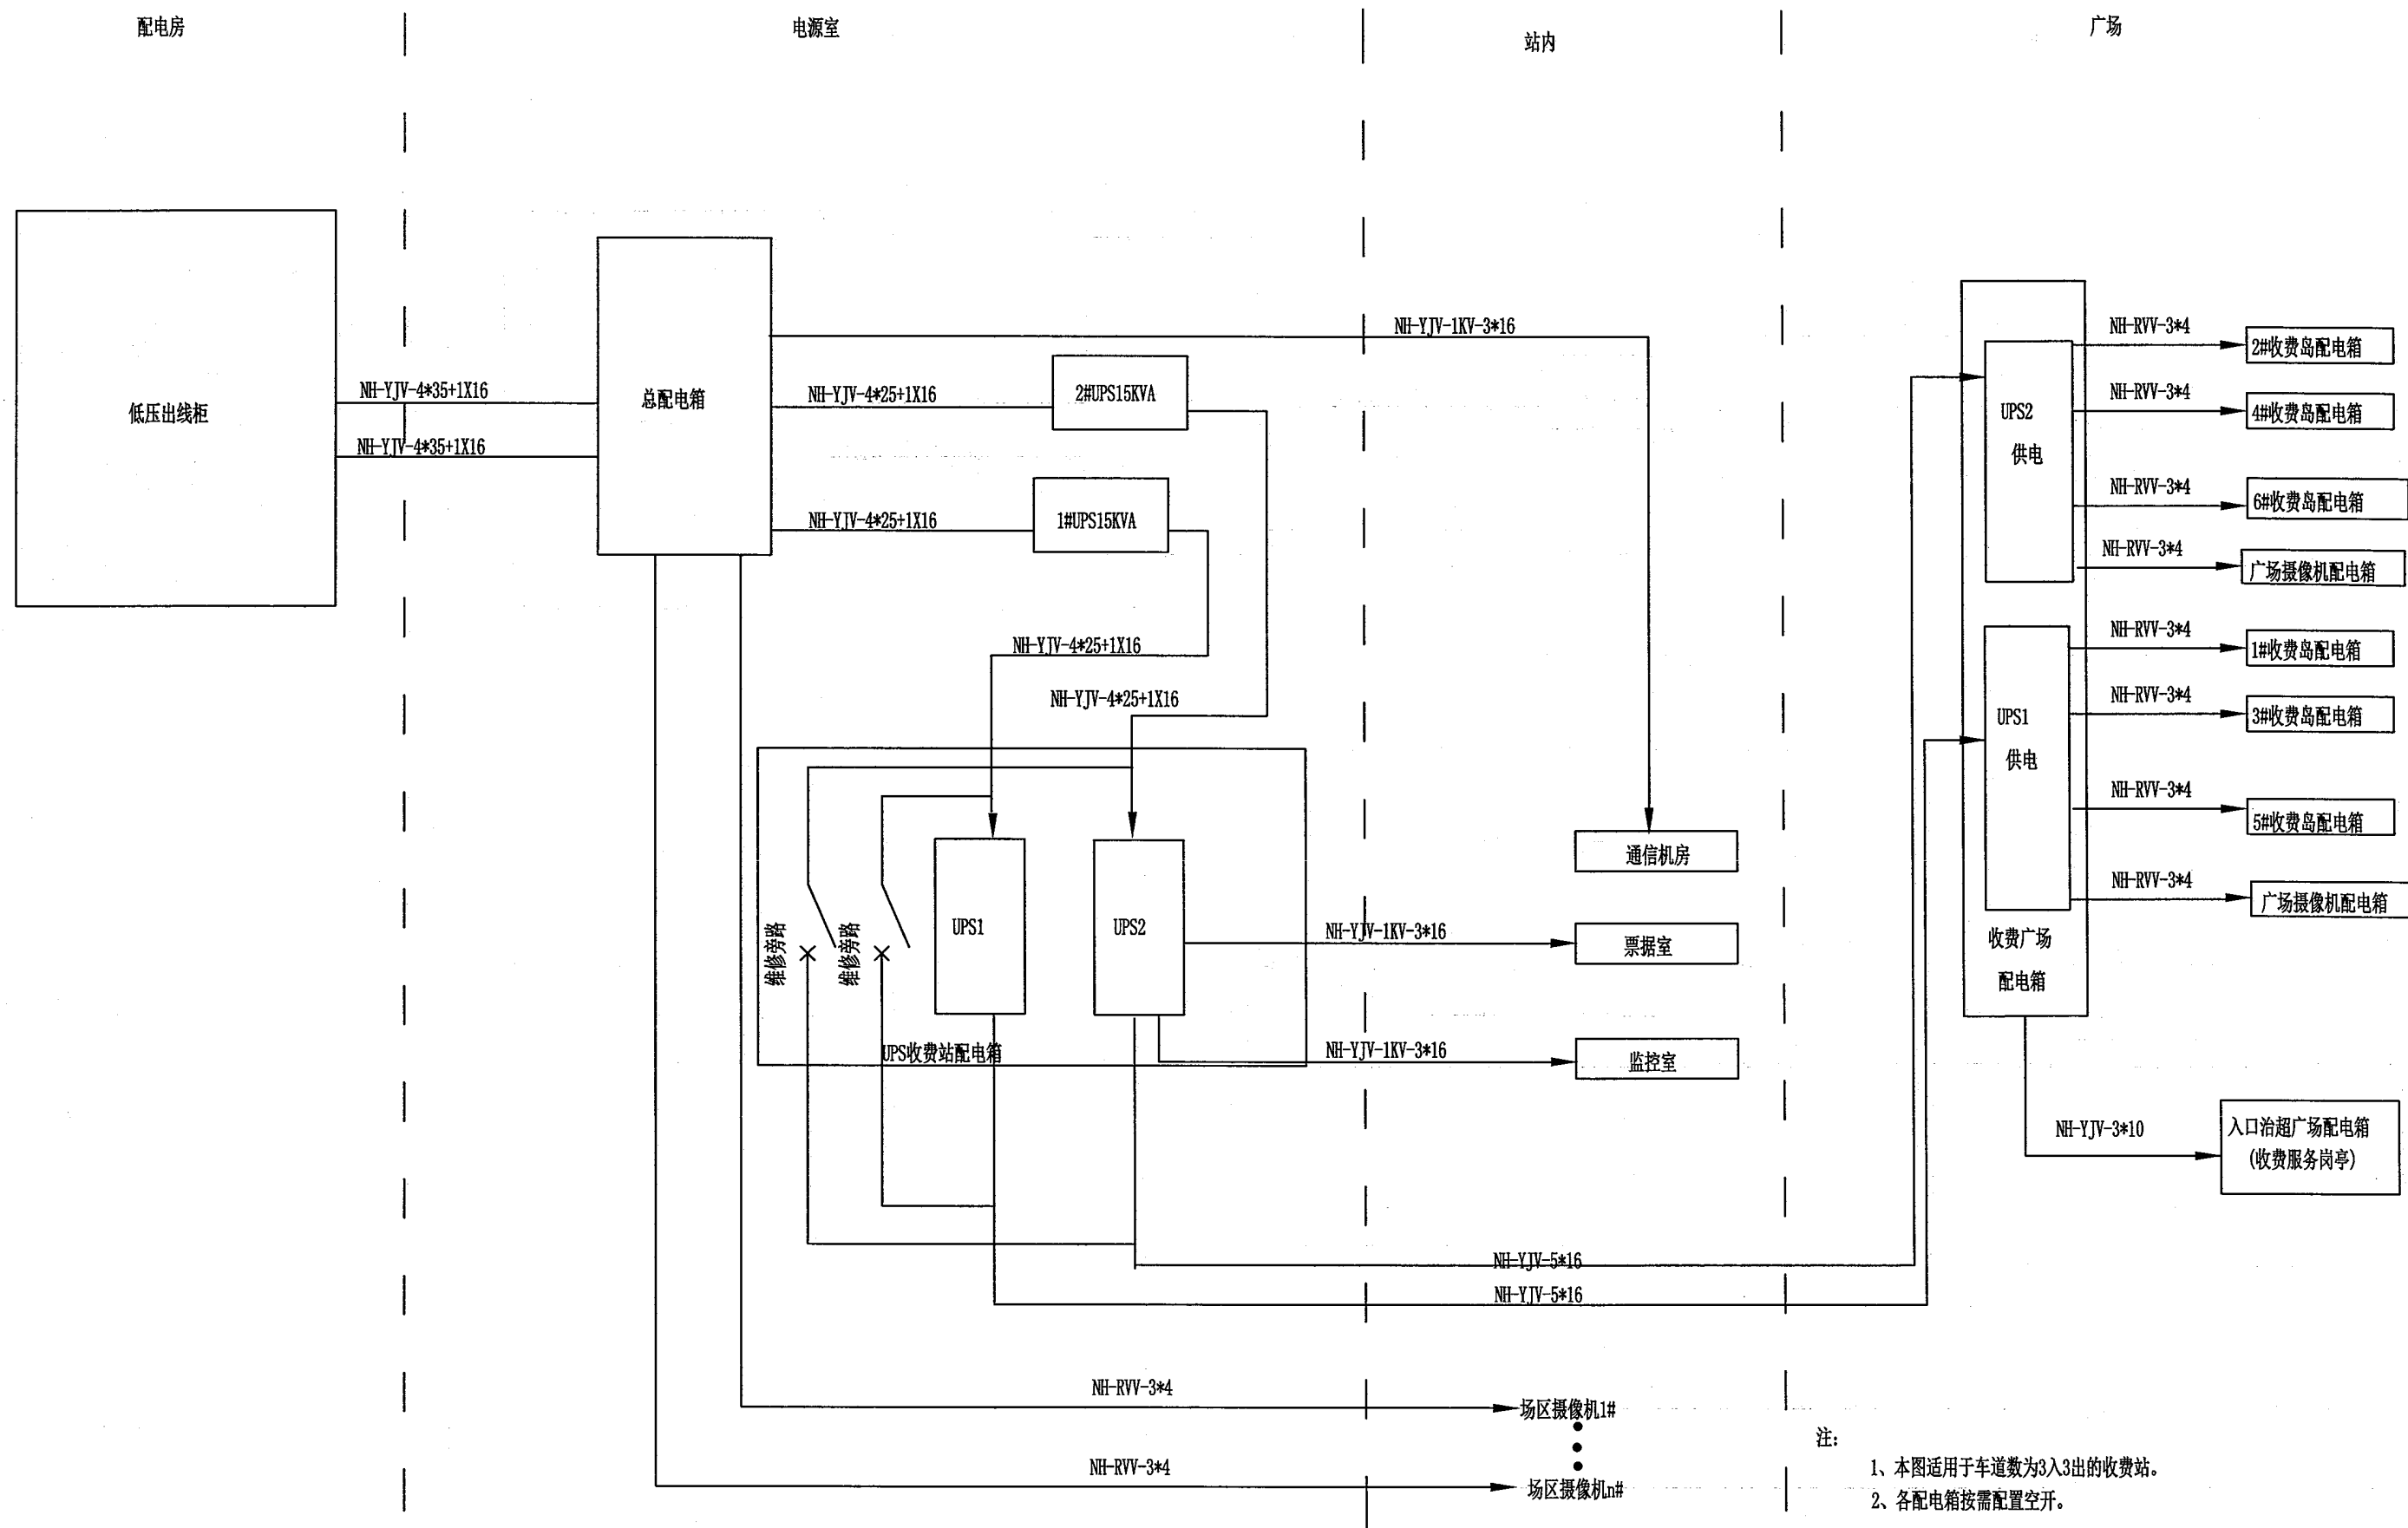 配电房
电源室
站内
广场
低压出线柜
NH-YJV-4*35+1X16
NH-YJV-4*35+1X16
总配电箱
NH-YJV-1KV-3*16
NH-YJV-4*25+1X16
2#UPS15KVA
NH-YJV-4*25+1X16
1#UPS15KVA
NH-YJV-4*25+1X16
NH-YJV-4*25+1X16
维修旁路
维修旁路
UPS1
UPS2
UPS收费站配电箱
通信机房
NH-YJV-1KV-3*16
票据室
NH-YJV-1KV-3*16
监控室
NH-YJV-5*16
NH-YJV-5*16
NH-RVV-3*4
场区摄像机1#
NH-RVV-3*4
场区摄像机n#
UPS2
供电
NH-RVV-3*4
2#收费岛配电箱
NH-RVV-3*4
4#收费岛配电箱
NH-RVV-3*4
6#收费岛配电箱
NH-RVV-3*4
广场摄像机配电箱
UPS1
供电
NH-RVV-3*4
1#收费岛配电箱
NH-RVV-3*4
3#收费岛配电箱
NH-RVV-3*4
5#收费岛配电箱
NH-RVV-3*4
广场摄像机配电箱
收费广场
配电箱
NH-YJV-3*10
入口治超广场配电箱
(收费服务岗亭)
注:
1、本图适用于车道数为3入3出的收费站。
2、各配电箱按需配置空开。